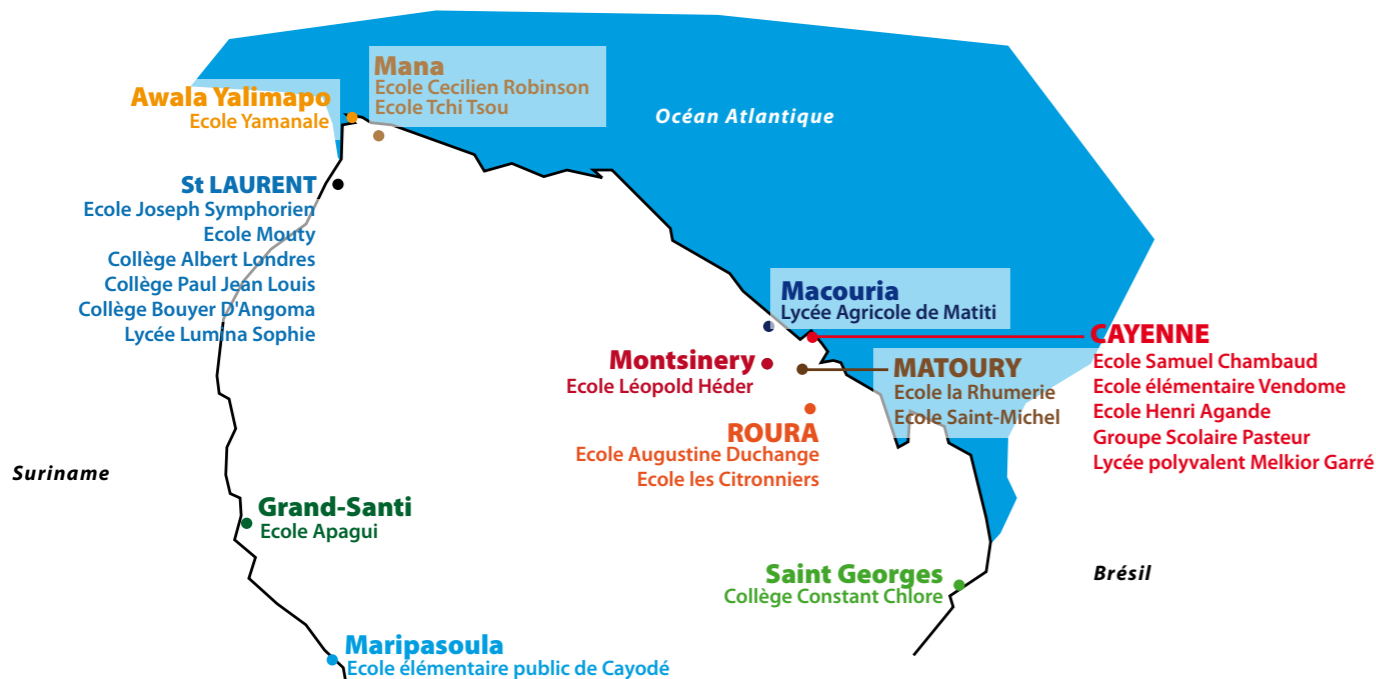 Mana
Ecole Cecilien Robinson
Ecole Tchi Tsou
Awala Yalimapo
Ecole Yamanale
Océan Atlantique
St LAURENT
Ecole Joseph Symphorien
Ecole Mouty
Collège Albert Londres
Collège Paul Jean Louis
Collège Bouyer D'Angoma
Lycée Lumina Sophie
Macouria
Lycée Agricole de Matiti
CAYENNE
Ecole Samuel Chambaud
Ecole élémentaire Vendome
Ecole Henri Agande
Groupe Scolaire Pasteur
Lycée polyvalent Melkior Garré
Montsinery
Ecole Léopold Héder
MATOURY
Ecole la Rhumerie
Ecole Saint-Michel
ROURA
Ecole Augustine Duchange
Ecole les Citronniers
Suriname
Grand-Santi
Ecole Apagui
Saint Georges
Collège Constant Chlore
Brésil
Maripasoula
Ecole élémentaire public de Cayodé